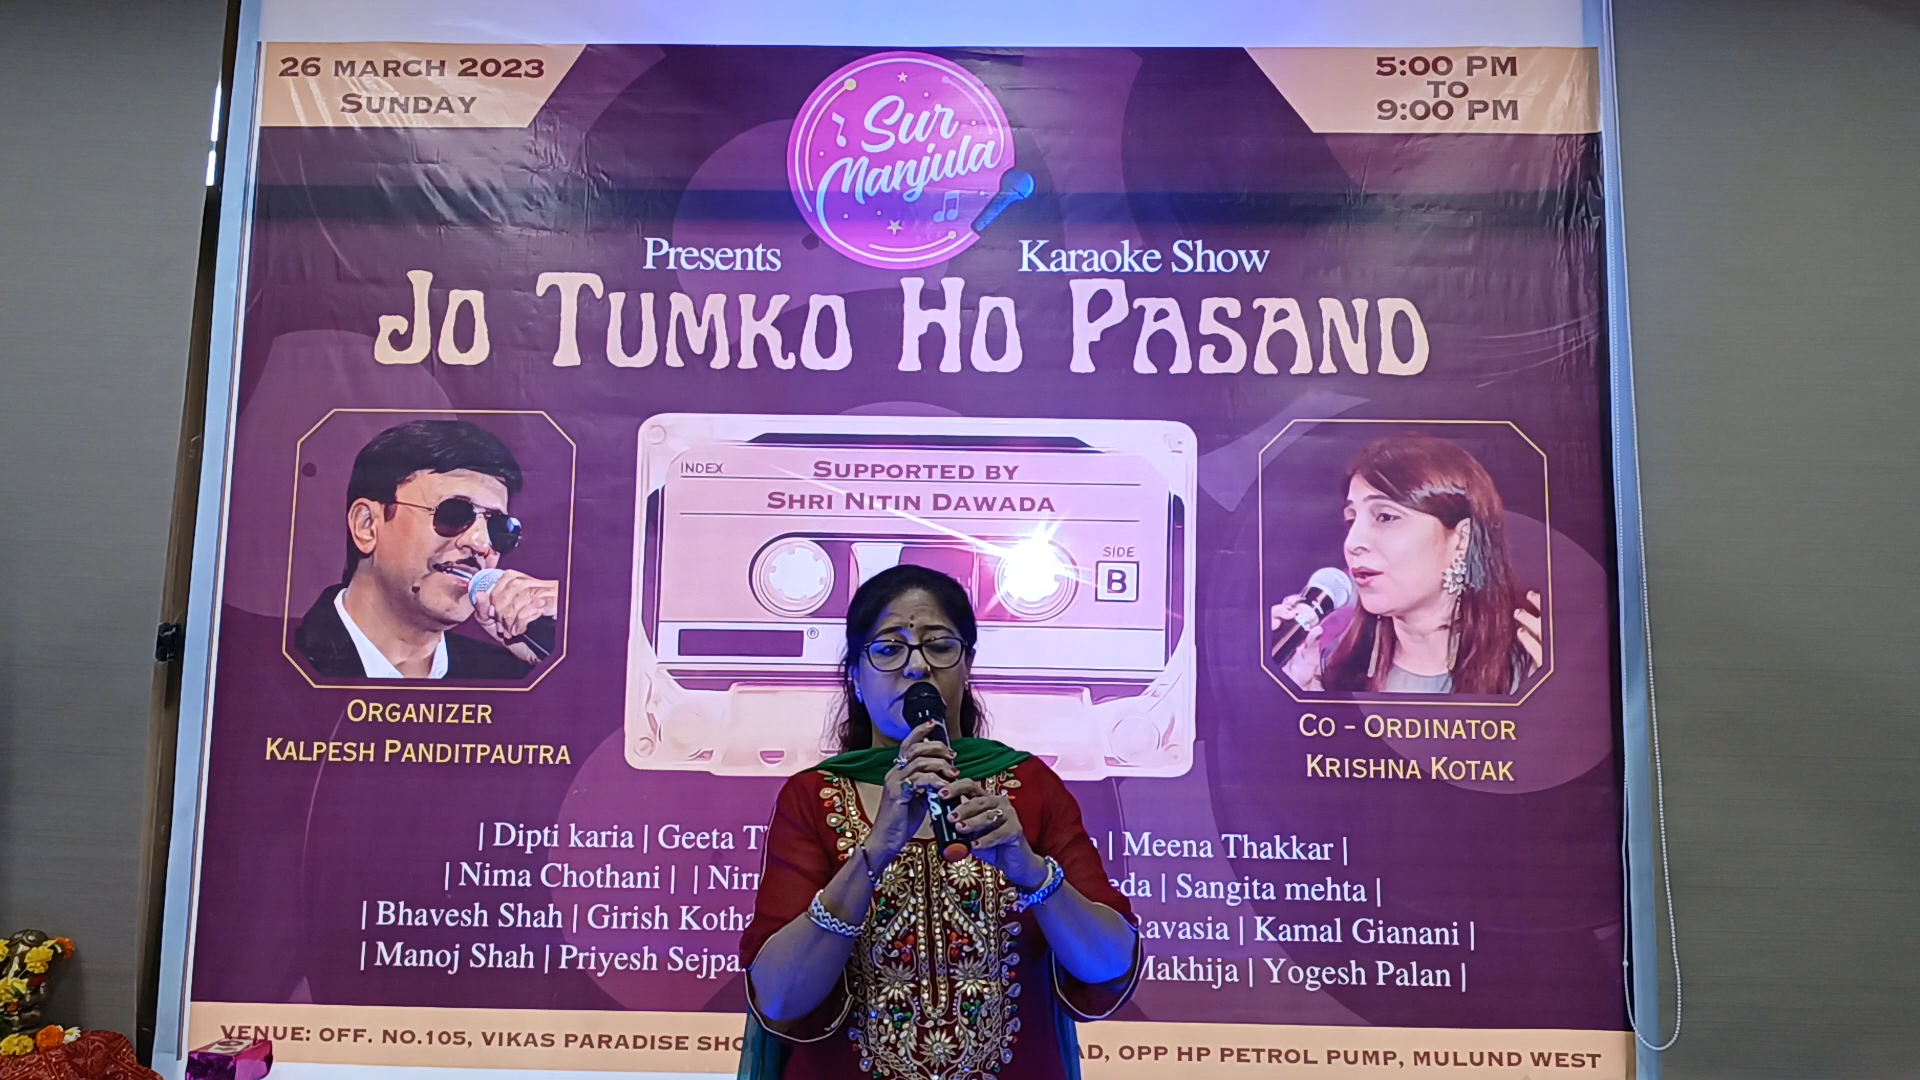 26 MARCH 2023
SUNDAY
5:00 PM
TO
9:00 PM
Sur
Manjula
Presents
Karaoke Show
JO TUMKO HO PASAND
INDEX
SUPPORTED BY
SHRI NITIN DAWADA
SIDE
B
ORGANIZER
KALPESH PANDITPAUTRA
CO - ORDINATOR
KRISHNA KOTAK
| Dipti karia | Geeta | Meena Thakkar |
| Nima Chothani | | | Sangita mehta |
| Bhavesh Shah | Girish | Kamal Gianani |
| Manoj Shah | Priyesh Makhija | Yogesh Palan |
VENUE: OFF. NO.105, VIKAS PARADISE OPP HP PETROL PUMP, MULUND WEST